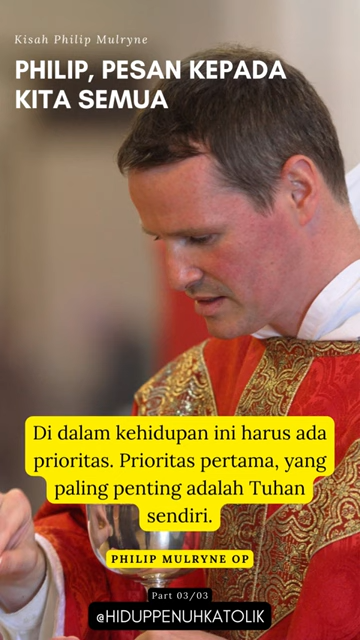 Kisah Philip Mulryne
PHILIP, PESAN KEPADA
KITA SEMUA
Di dalam kehidupan ini harus ada
prioritas. Prioritas pertama, yang
paling penting adalah Tuhan
sendiri.
PHILIP MULRYNE OP
Part 03/03
@HIDUPPENUHKATOLIK